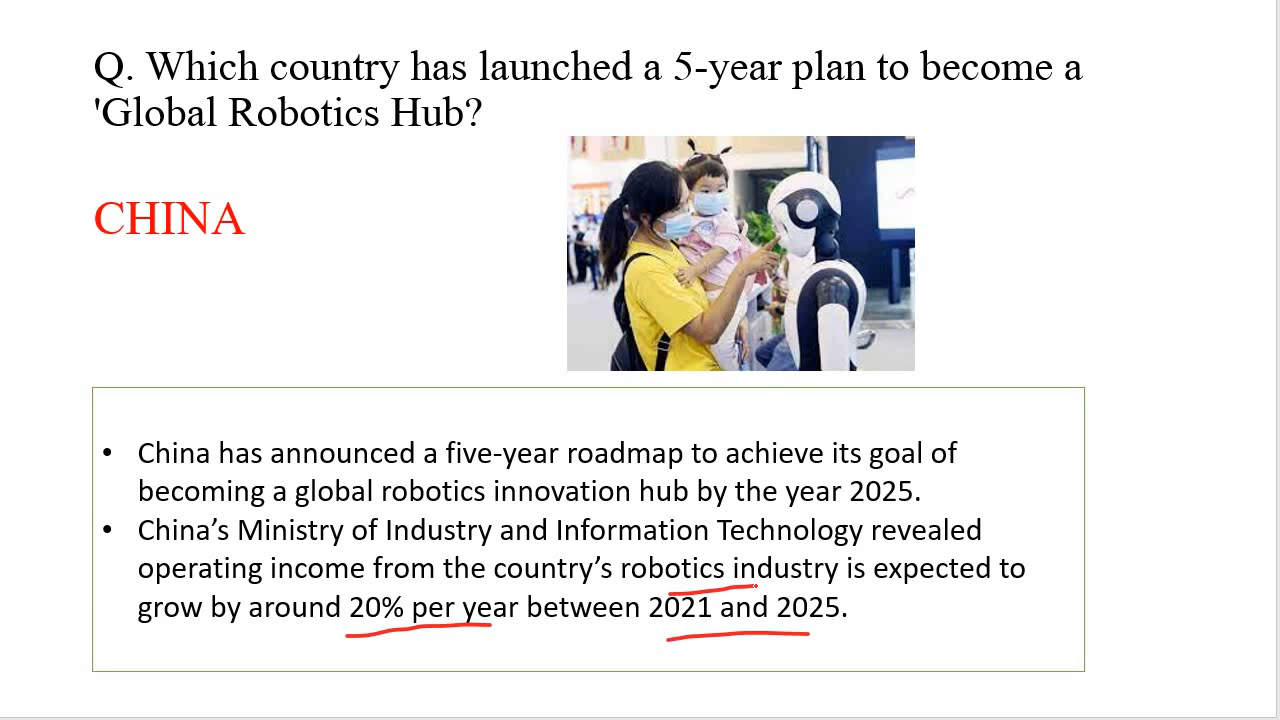 Q. Which country has launched a 5-year plan to become a
'Global Robotics Hub?
CHINA
• China has announced a five-year roadmap to achieve its goal of
becoming a global robotics innovation hub by the year 2025.
• China’s Ministry of Industry and Information Technology revealed
operating income from the country’s robotics industry is expected to
grow by around 20% per year between 2021 and 2025.